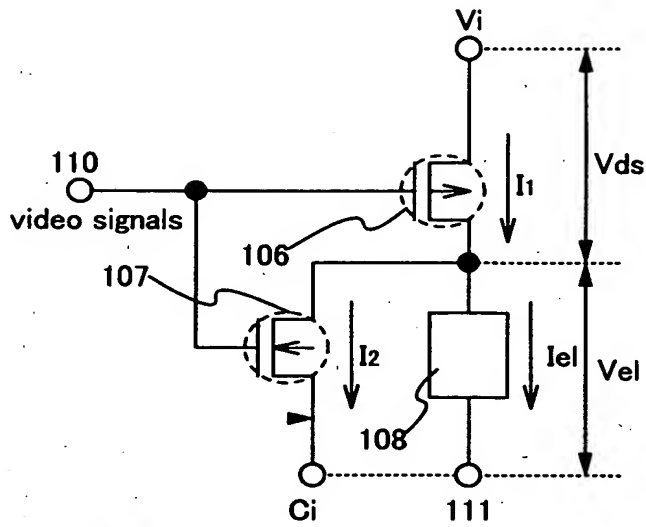 Vi
110
video signals
I1
Vds
106
107
I2
Iel
Vel
108
Ci
111